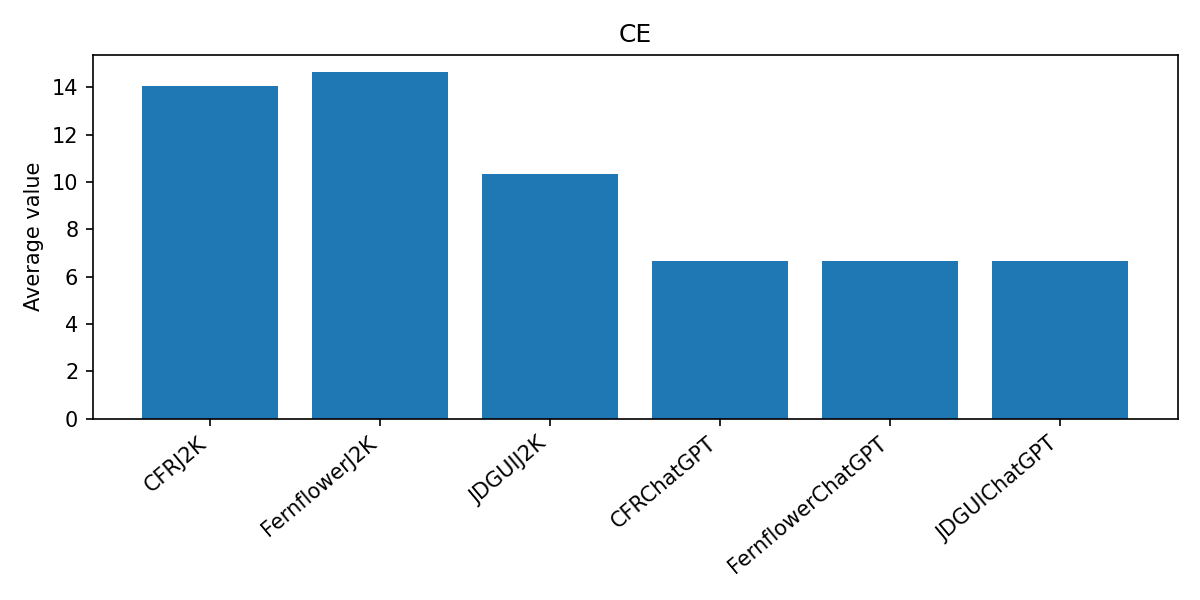 CE
Average value
14
12
10
8
6
4
2
0
CFRJ2K
FernflowerJ2K
JDGUIJ2K
CFRChatGPT
FernflowerChatGPT
JDGUIChatGPT